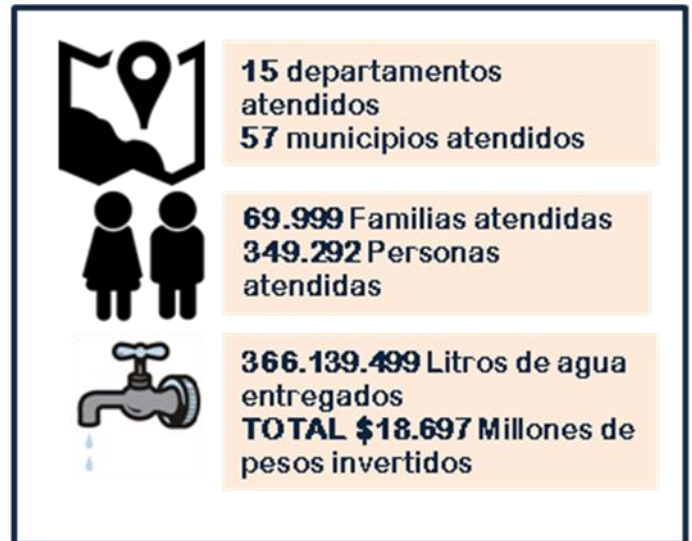 15 departamentos
atendidos
57 municipios atendidos
69.999 Familias atendidas
349.292 Personas
atendidas
366.139.499 Litros de agua
entregados
TOTAL $18.697 Millones de
pesos invertidos